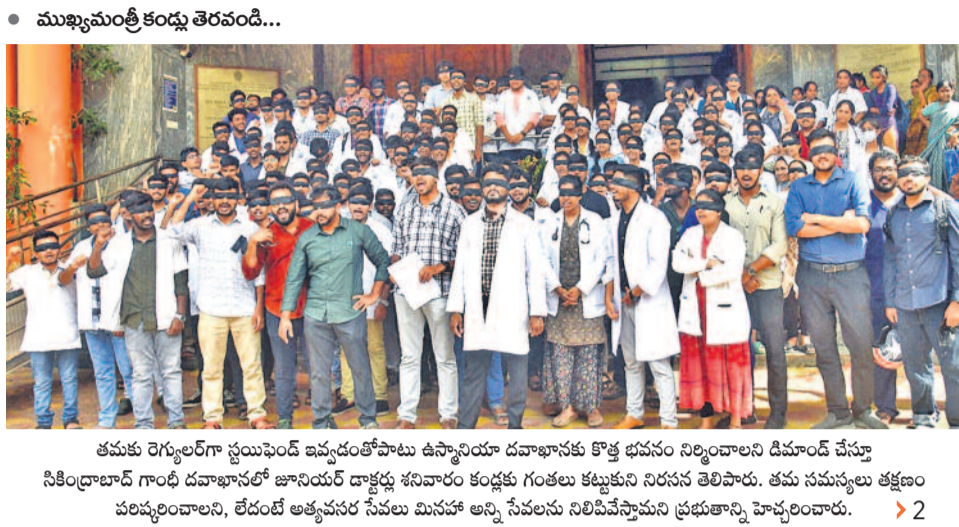 ముఖ్యమంత్రీ కండ్లు తెరవండి...
తమకు రెగ్యులర్‌గా స్టయిఫెండ్ ఇవ్వడంతోపాటు ఉస్మానియా దవాఖానకు కొత్త భవనం నిర్మించాలని డిమాండ్ చేస్తూ
సికింద్రాబాద్ గాంధీ దవాఖానలో జూనియర్ డాక్టర్లు శనివారం కండ్లకు గంతలు కట్టుకుని నిరసన తెలిపారు. తమ సమస్యలు తక్షణం
పరిష్కరించాలని, లేదంటే అత్యవసర సేవలు మినహా అన్ని సేవలను నిలిపివేస్తామని ప్రభుత్వాన్ని హెచ్చరించారు. > 2